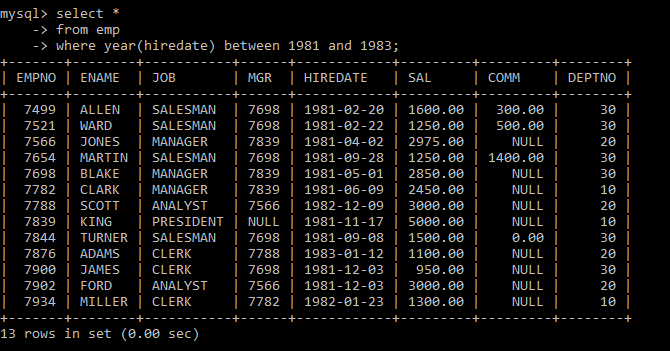 mysql> select *
    -> from emp
    -> where year(hiredate) between 1981 and 1983;
+-------+--------+-----------+------+------------+---------+---------+--------+
| EMPNO | ENAME  | JOB       | MGR  | HIREDATE   | SAL     | COMM    | DEPTNO |
+-------+--------+-----------+------+------------+---------+---------+--------+
|  7499 | ALLEN  | SALESMAN  | 7698 | 1981-02-20 | 1600.00 |  300.00 |     30 |
|  7521 | WARD   | SALESMAN  | 7698 | 1981-02-22 | 1250.00 |  500.00 |     30 |
|  7566 | JONES  | MANAGER   | 7839 | 1981-04-02 | 2975.00 |    NULL |     20 |
|  7654 | MARTIN | SALESMAN  | 7698 | 1981-09-28 | 1250.00 | 1400.00 |     30 |
|  7698 | BLAKE  | MANAGER   | 7839 | 1981-05-01 | 2850.00 |    NULL |     30 |
|  7782 | CLARK  | MANAGER   | 7839 | 1981-06-09 | 2450.00 |    NULL |     10 |
|  7788 | SCOTT  | ANALYST   | 7566 | 1982-12-09 | 3000.00 |    NULL |     20 |
|  7839 | KING   | PRESIDENT | NULL | 1981-11-17 | 5000.00 |    NULL |     10 |
|  7844 | TURNER | SALESMAN  | 7698 | 1981-09-08 | 1500.00 |    0.00 |     30 |
|  7876 | ADAMS  | CLERK     | 7788 | 1983-01-12 | 1100.00 |    NULL |     20 |
|  7900 | JAMES  | CLERK     | 7698 | 1981-12-03 |  950.00 |    NULL |     30 |
|  7902 | FORD   | ANALYST   | 7566 | 1981-12-03 | 3000.00 |    NULL |     20 |
|  7934 | MILLER | CLERK     | 7782 | 1982-01-23 | 1300.00 |    NULL |     10 |
+-------+--------+-----------+------+------------+---------+---------+--------+
13 rows in set (0.00 sec)